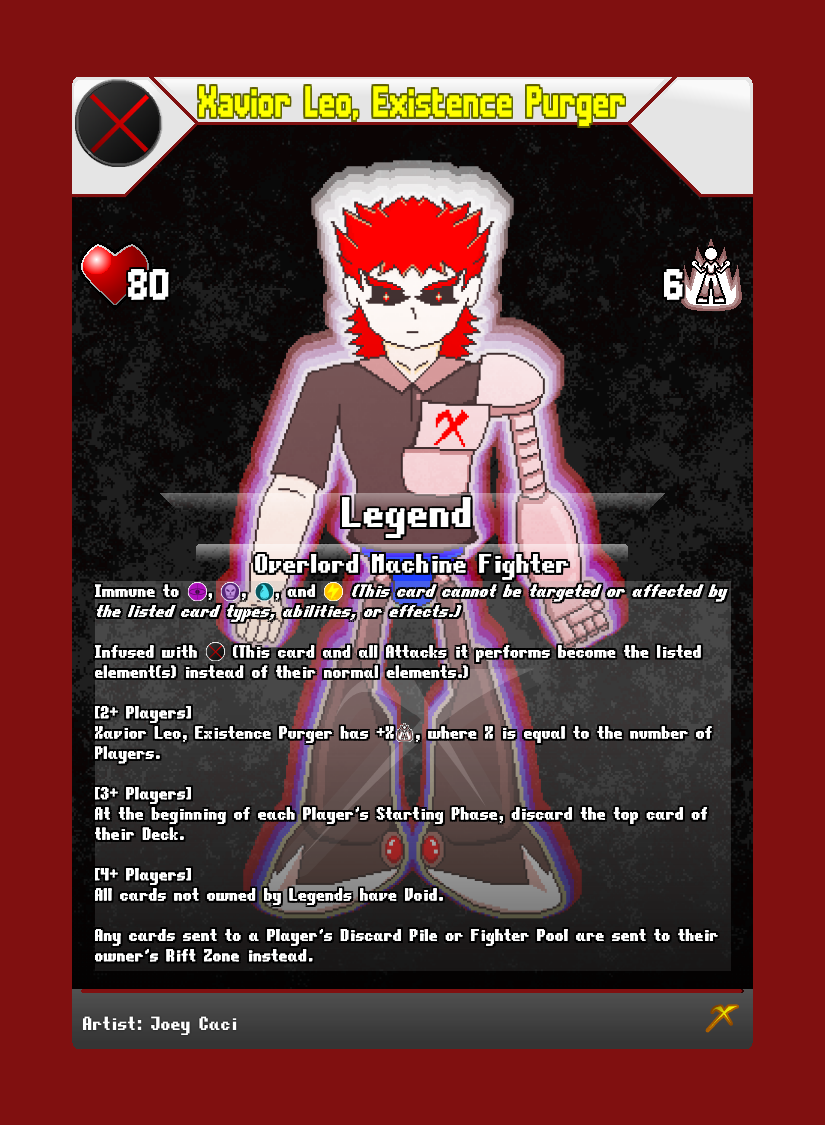 Xavior Leo, Existence Purger
80
6
Legend
Overlord Machine Fighter
Immune to , , , and (This card cannot be targeted or affected by
the listed card types, abilities, or effects.)
Infused with (This card and all Attacks it performs become the listed
element(s) instead of their normal elements.)
[2+ Players]
Xavior Leo, Existence Purger has +X, where X is equal to the number of
Players.
[3+ Players]
At the beginning of each Player's Starting Phase, discard the top card of
their Deck.
[4+ Players]
All cards not owned by Legends have Void.
Any cards sent to a Player's Discard Pile or Fighter Pool are sent to their
owner's Rift Zone instead.
Artist: Joey Caci